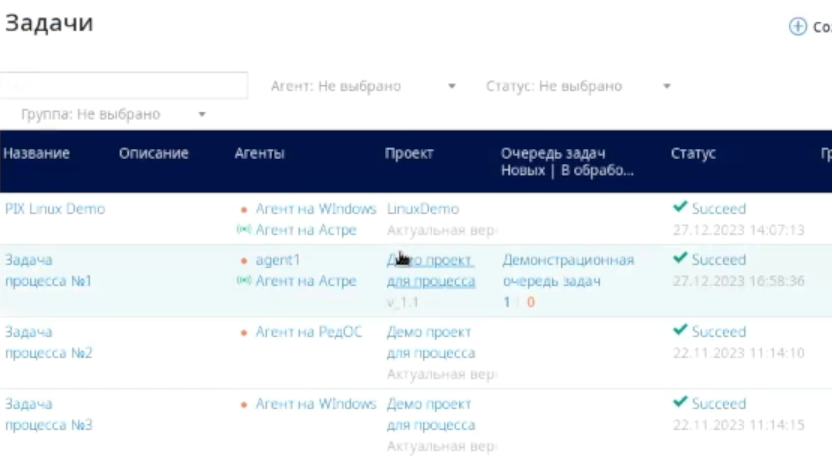 Задачи
Агент: Не выбрано
Статус: Не выбрано
Группа: Не выбрано
Название Описание Агенты Проект Очередь задач Статус
Новых | В обрабо...
PIX Linux Demo Агент на WIndows LinuxDemo Succeed
Агент на Астре Актуальная 27.12.2023 14:07:13
Задача agent1 Демо проект Демонстрационная Succeed
процесса №1 Агент на Астре для процесса очередь задач 27.12.2023 16:58:36
v_1.1 1 | 0
Задача Агент на РедОС Демо проект Succeed
процесса №2 для процесса 22.11.2023 11:14:10
Актуальная
Задача Агент на WIndows Демо проект Succeed
процесса №3 для процесса 22.11.2023 11:14:15
Актуальная